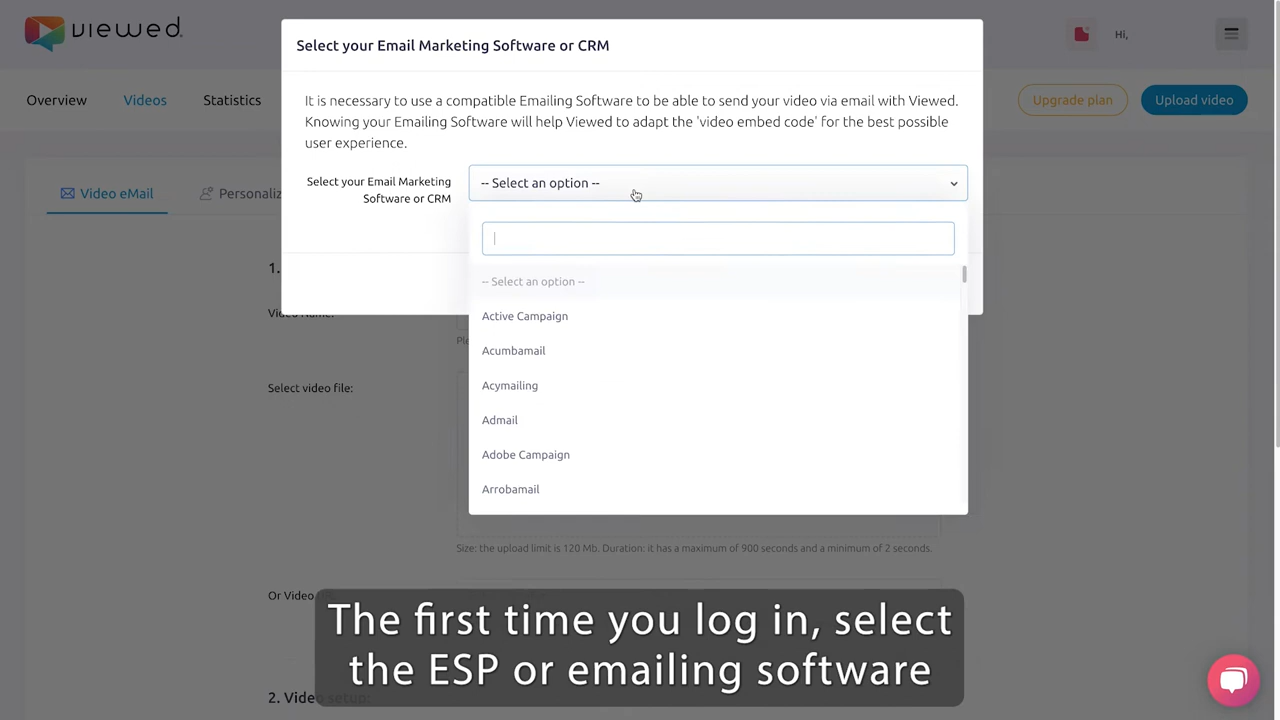 viewed
Select your Email Marketing Software or CRM
Hi,
Overview
Videos
Statistics
Upgrade plan
Upload video
It is necessary to use a compatible Emailing Software to be able to send your video via email with Viewed.
Knowing your Emailing Software will help Viewed to adapt the 'video embed code' for the best possible
user experience.
Select your Email Marketing
Software or CRM
-- Select an option --
Video eMail
Personaliz
-- Select an option --
Active Campaign
Acumbamail
Acymailing
Admail
Adobe Campaign
Arrobamail
1.
Video Name:
Select video file:
Size: the upload limit is 120 Mb. Duration: it has a maximum of 900 seconds and a minimum of 2 seconds.
Or Video
The first time you log in, select
the ESP or emailing software
2. Video setup: